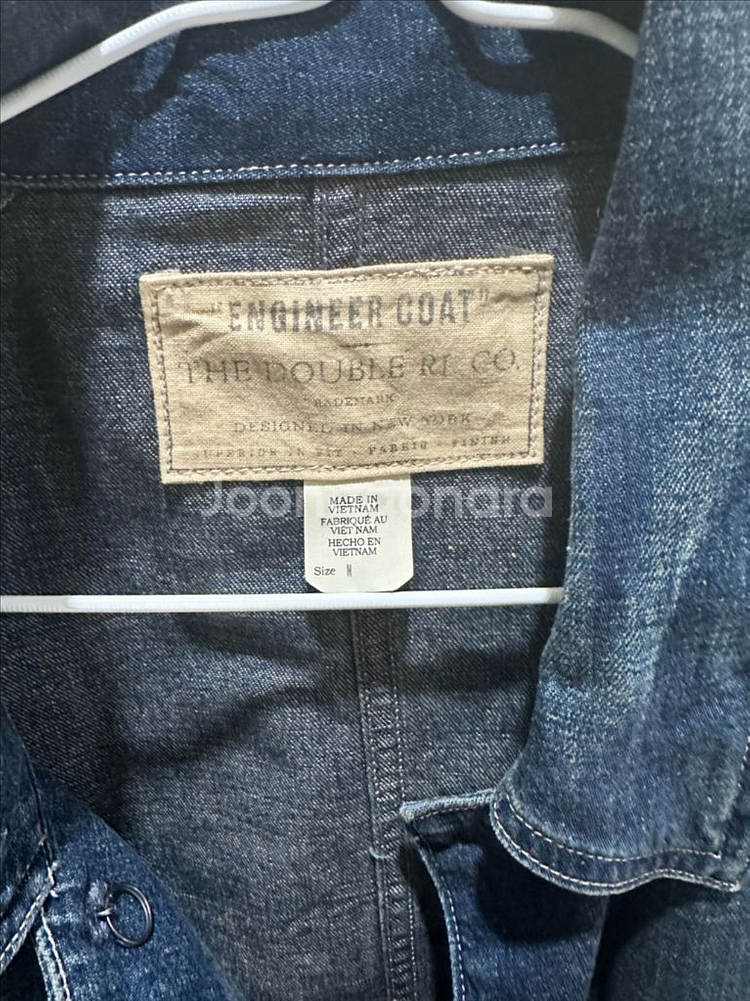 "ENGINEER COAT"
THE DOUBLE RL CO.
TRADEMARK
DESIGNED IN NEW YORK
SUPERIOR IN FIT - FABRIC - FINISH
MADE IN
VIETNAM
FABRIQUÉ AU
VIÊT NAM
HECHO EN
VIETNAM
Size M